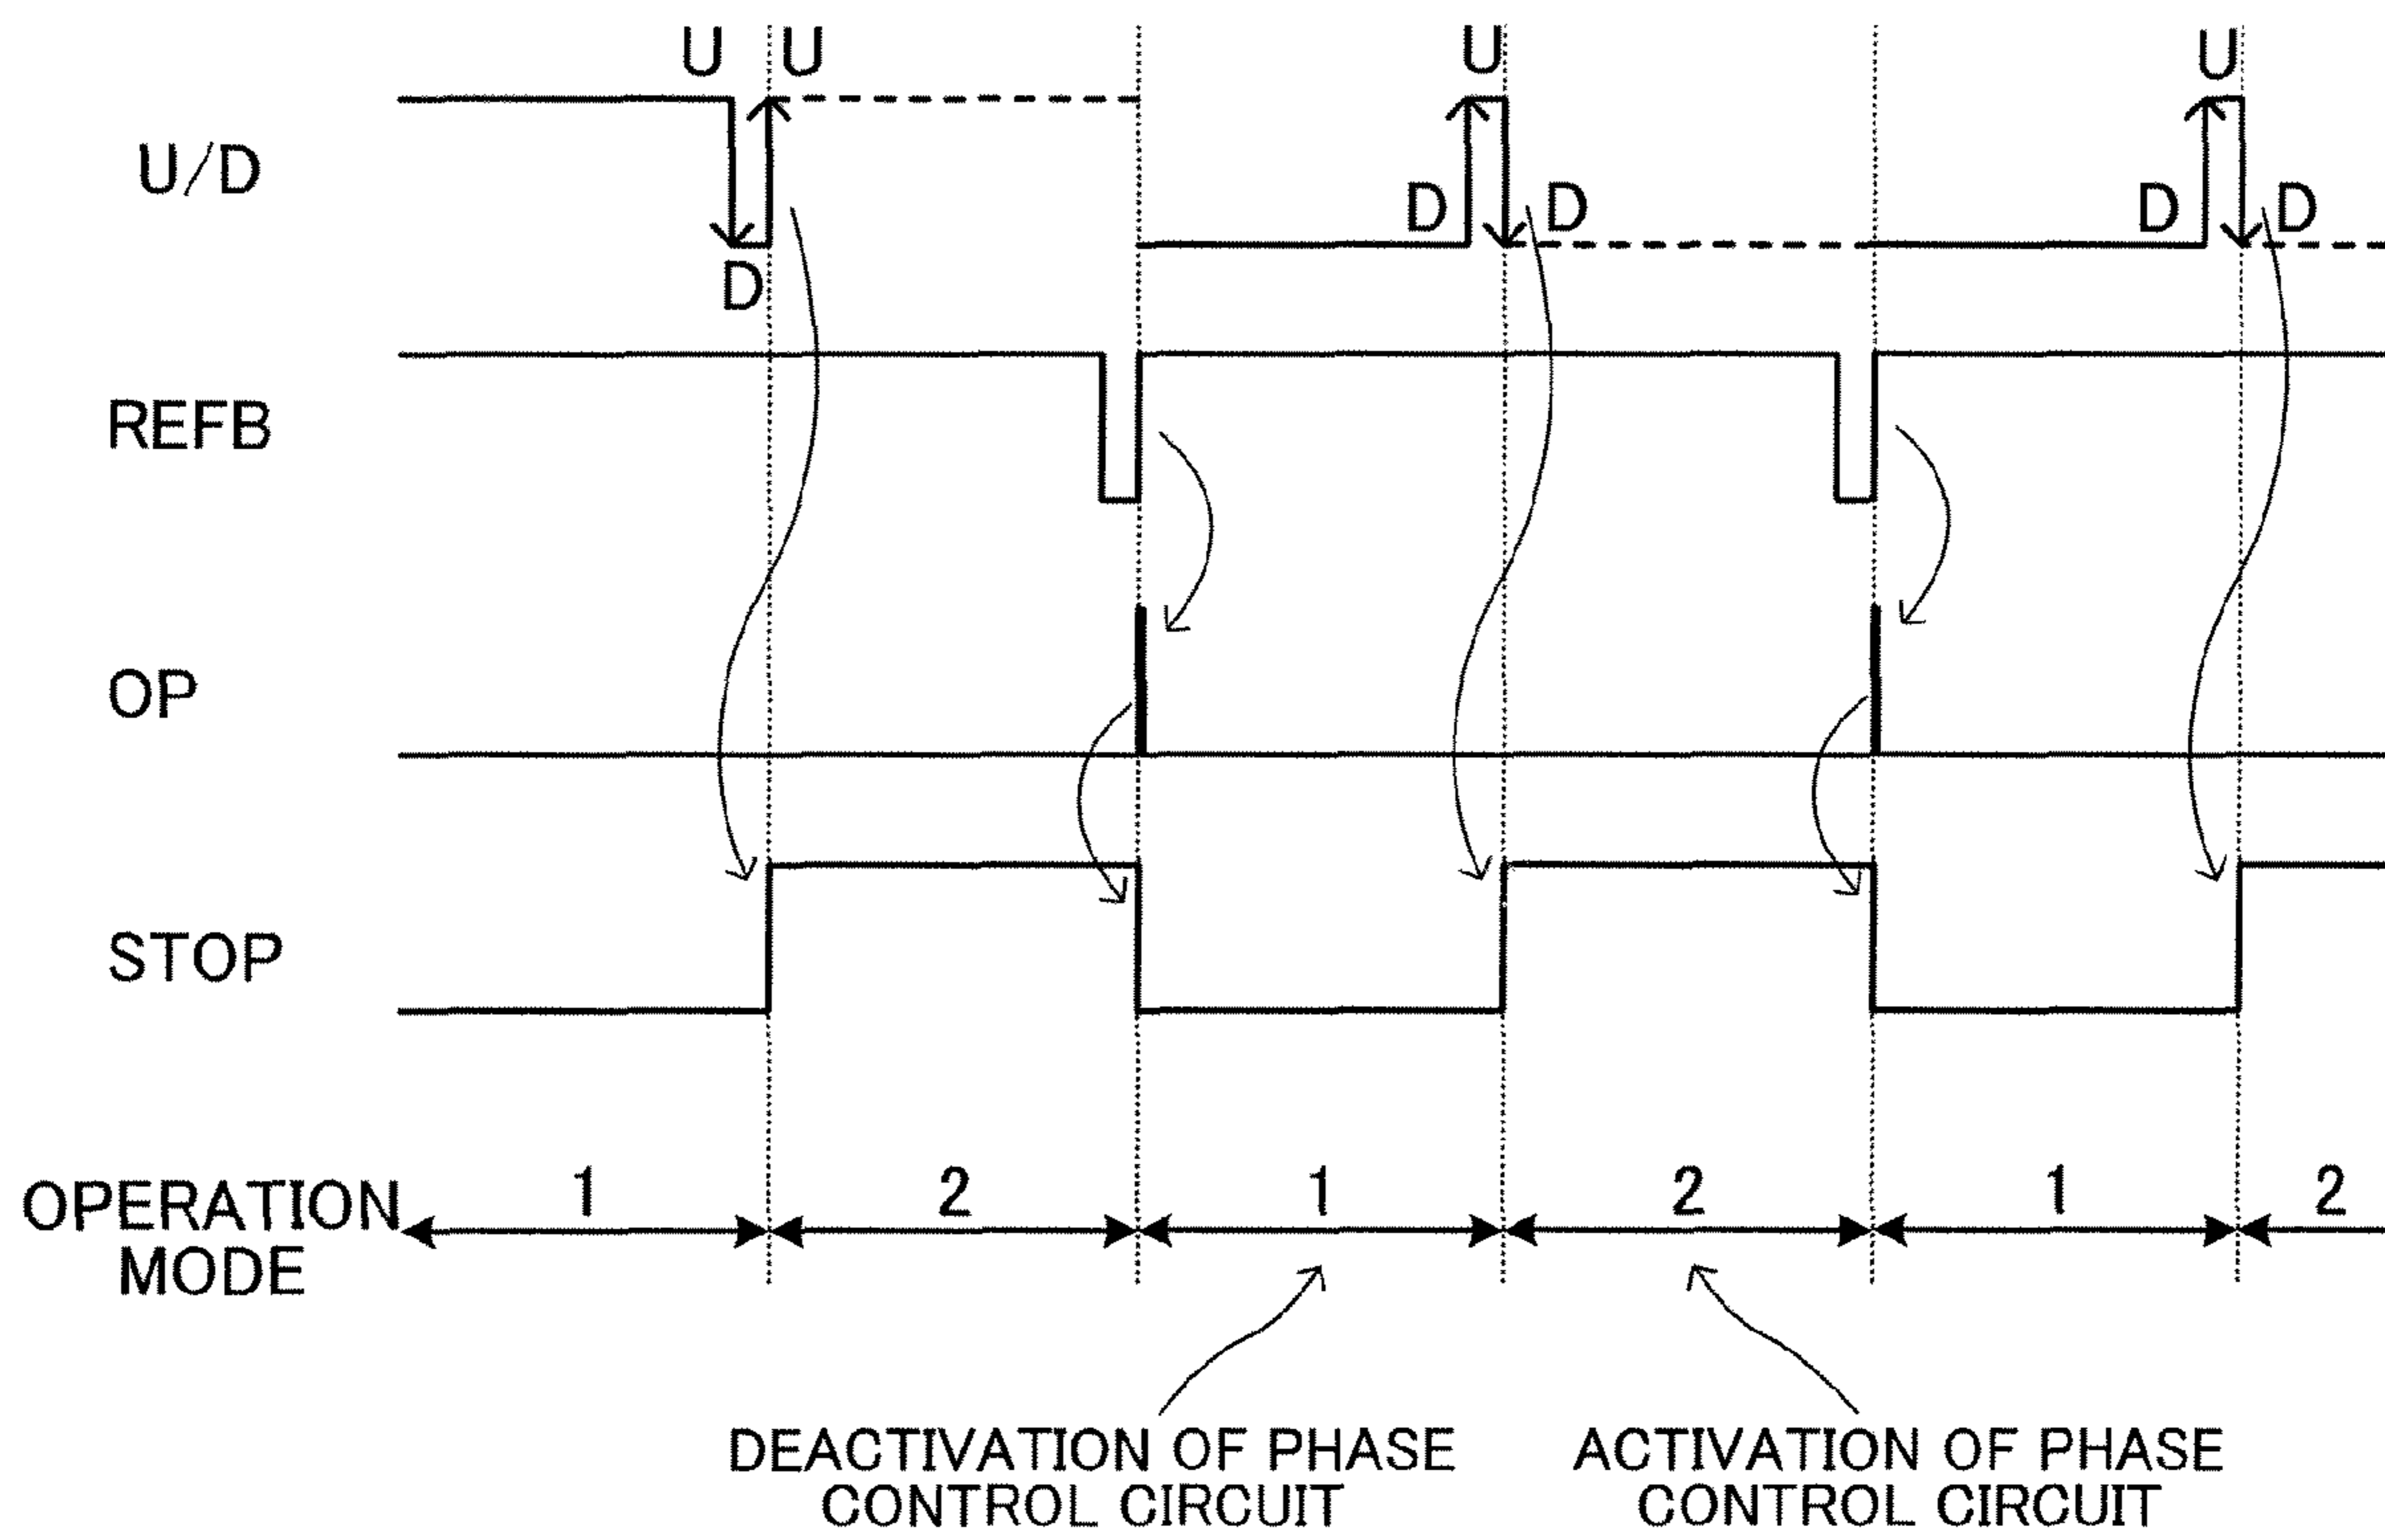 U U U U
U/D
D D D D
D
REFB
OP
STOP
1 2 1 2 1 2
OPERATION
MODE
DEACTIVATION OF PHASE
CONTROL CIRCUIT
ACTIVATION OF PHASE
CONTROL CIRCUIT